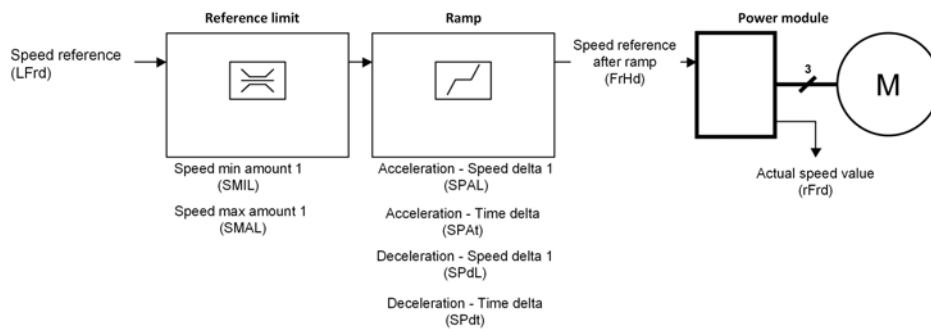 Reference limit
Ramp
Power module
Speed reference
(LFrd)
Speed reference
after ramp
(FrHd)
3
M
Actual speed value
(rFrd)
Speed min amount 1
(SMIL)
Speed max amount 1
(SMAL)
Acceleration - Speed delta 1
(SPAL)
Acceleration - Time delta
(SPAt)
Deceleration - Speed delta 1
(SPdL)
Deceleration - Time delta
(SPdt)